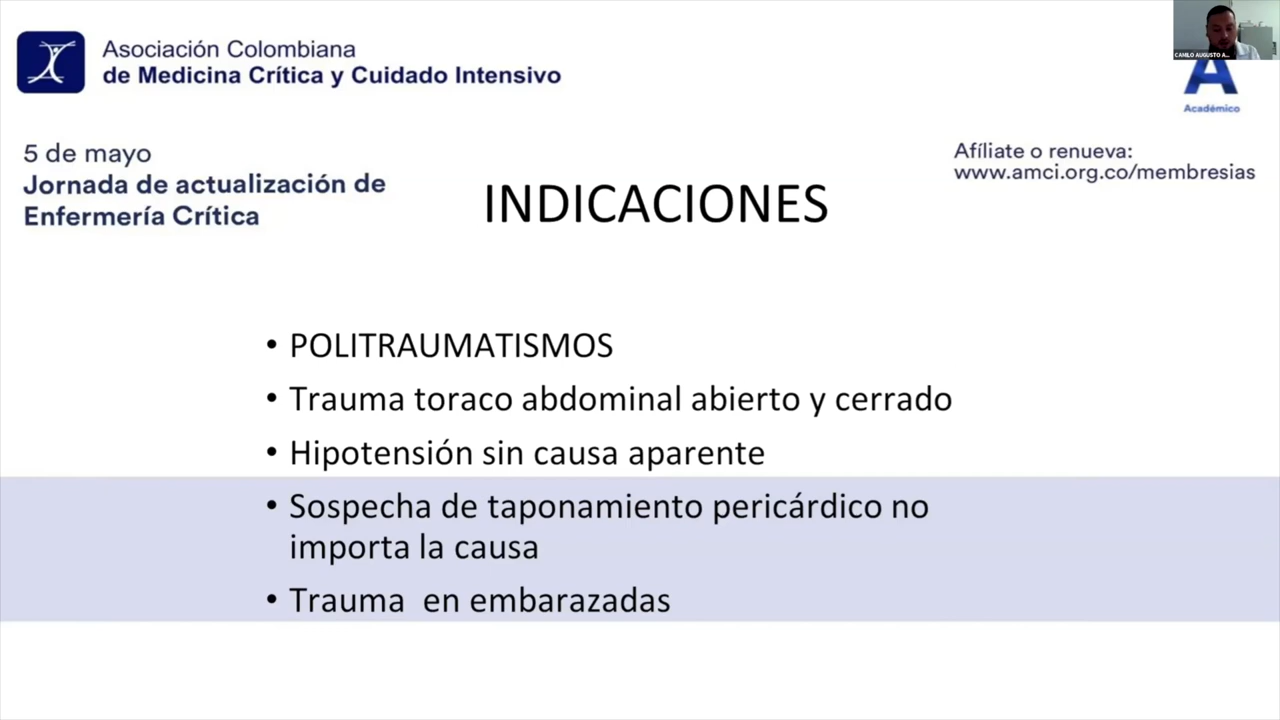 Asociación Colombiana
de Medicina Crítica y Cuidado Intensivo
CAMILO AUGUSTO A...
Académico
5 de mayo
Jornada de actualización de
Enfermería Crítica
Afíliate o renueva:
www.amci.org.co/membresias
INDICACIONES
• POLITRAUMATISMOS
• Trauma toraco abdominal abierto y cerrado
• Hipotensión sin causa aparente
• Sospecha de taponamiento pericárdico no
importa la causa
• Trauma en embarazadas